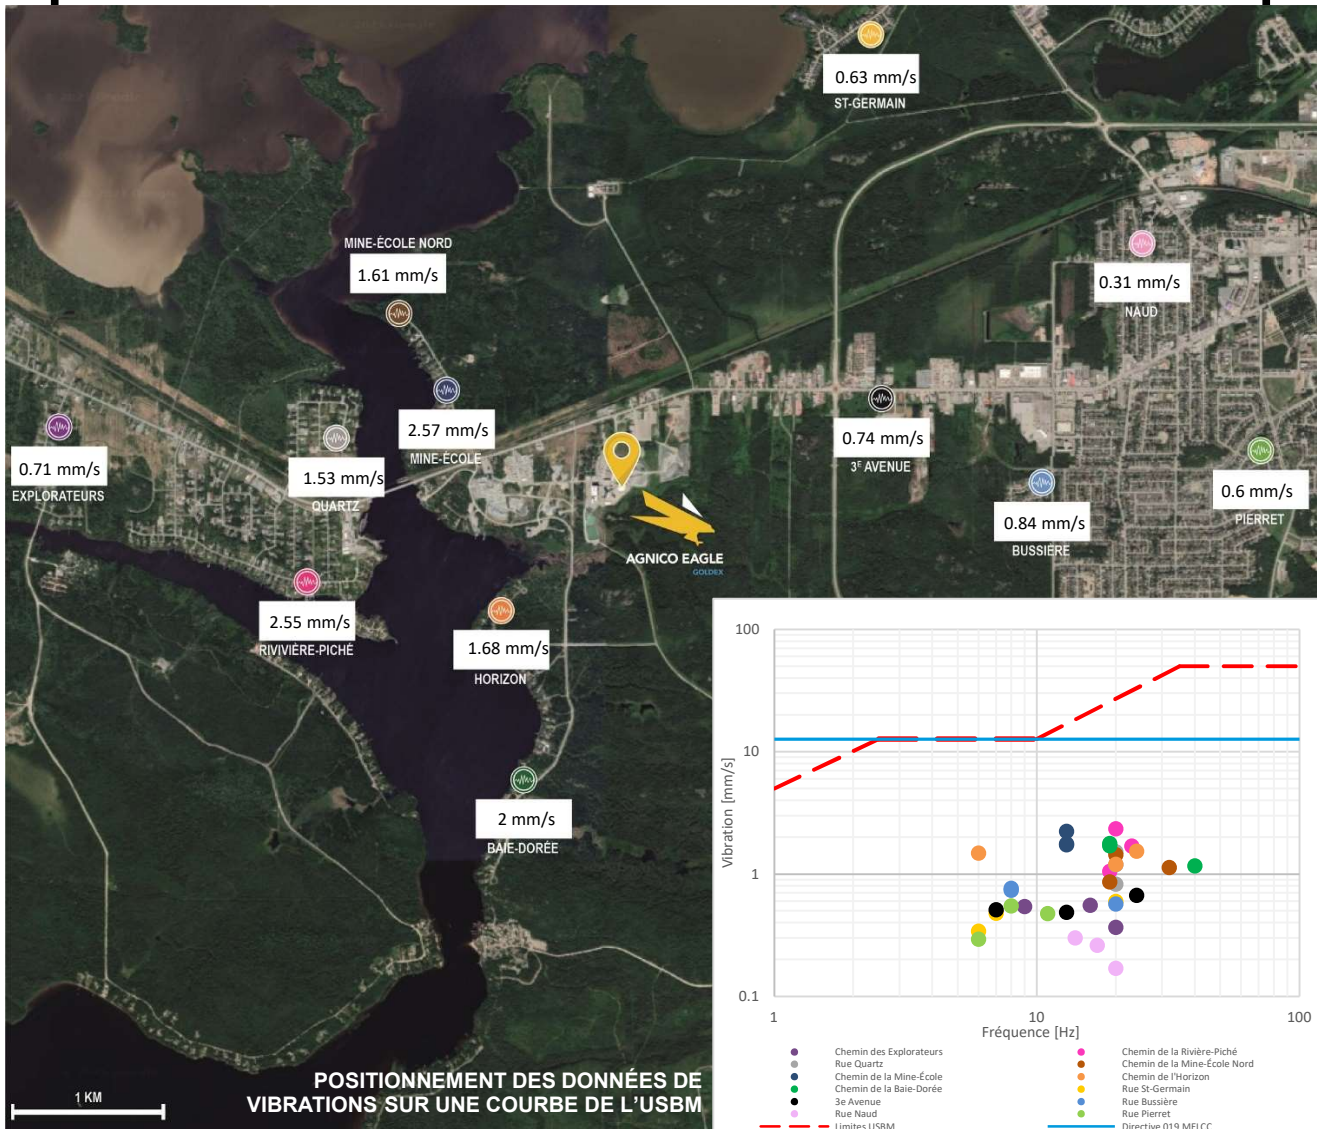 0.63 mm/s
ST-GERMAIN
MINE-ÉCOLE NORD
1.61 mm/s
0.31 mm/s
NAUD
2.57 mm/s
MINE-ÉCOLE
0.71 mm/s
EXPLORATEURS
1.53 mm/s
QUARTZ
0.74 mm/s
3E AVENUE
0.84 mm/s
BUSSIÈRE
0.6 mm/s
PIERRET
AGNICO EAGLE
GOLDEX
2.55 mm/s
RIVIVIÈRE-PICHÉ
1.68 mm/s
HORIZON
2 mm/s
BAIE-DORÉE
POSITIONNEMENT DES DONNÉES DE
VIBRATIONS SUR UNE COURBE DE L'USBM
1 KM
100
10
1
0.1
Vibration [mm/s]
1
10
100
Fréquence [Hz]
Chemin des Explorateurs
Chemin de la Rivière-Piché
Rue Quartz
Chemin de la Mine-École Nord
Chemin de la Mine-École
Chemin de l'Horizon
Chemin de la Baie-Dorée
Rue St-Germain
3e Avenue
Rue Bussière
Rue Naud
Rue Pierret
Limites USBM
Directive 019 MELCC